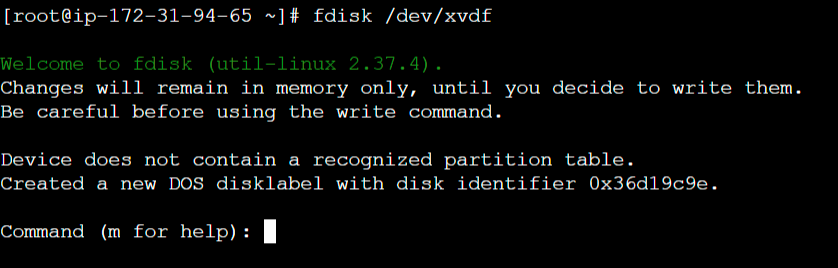 [root@ip-172-31-94-65 ~]# fdisk /dev/xvdf
Welcome to fdisk (util-linux 2.37.4).
Changes will remain in memory only, until you decide to write them.
Be careful before using the write command.
Device does not contain a recognized partition table.
Created a new DOS disklabel with disk identifier 0x36d19c9e.
Command (m for help):